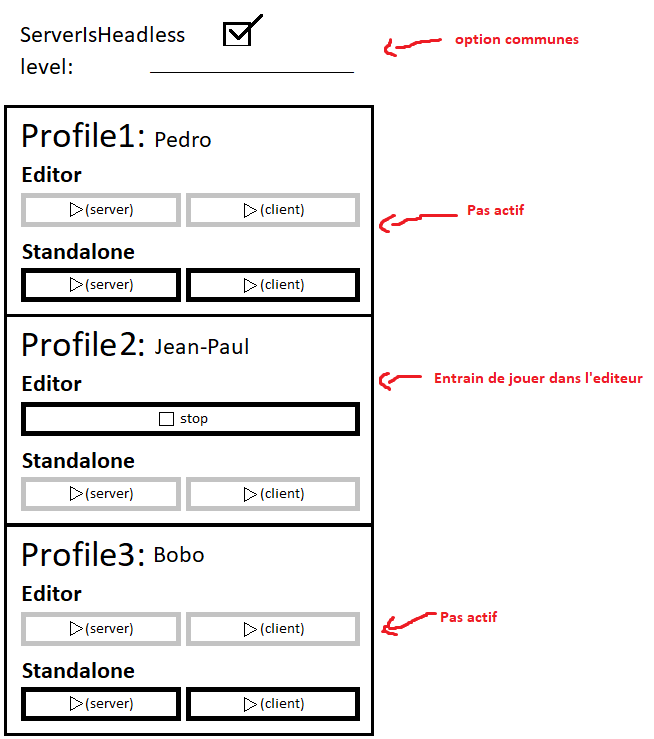 ServerIsHeadless
option communes
level:
Profile1: Pedro
Editor
(server) (client)
Pas actif
Standalone
(server) (client)
Profile2: Jean-Paul
Entrain de jouer dans l'editeur
Editor
stop
Standalone
(server) (client)
Profile3: Bobo
Editor
(server) (client)
Pas actif
Standalone
(server) (client)